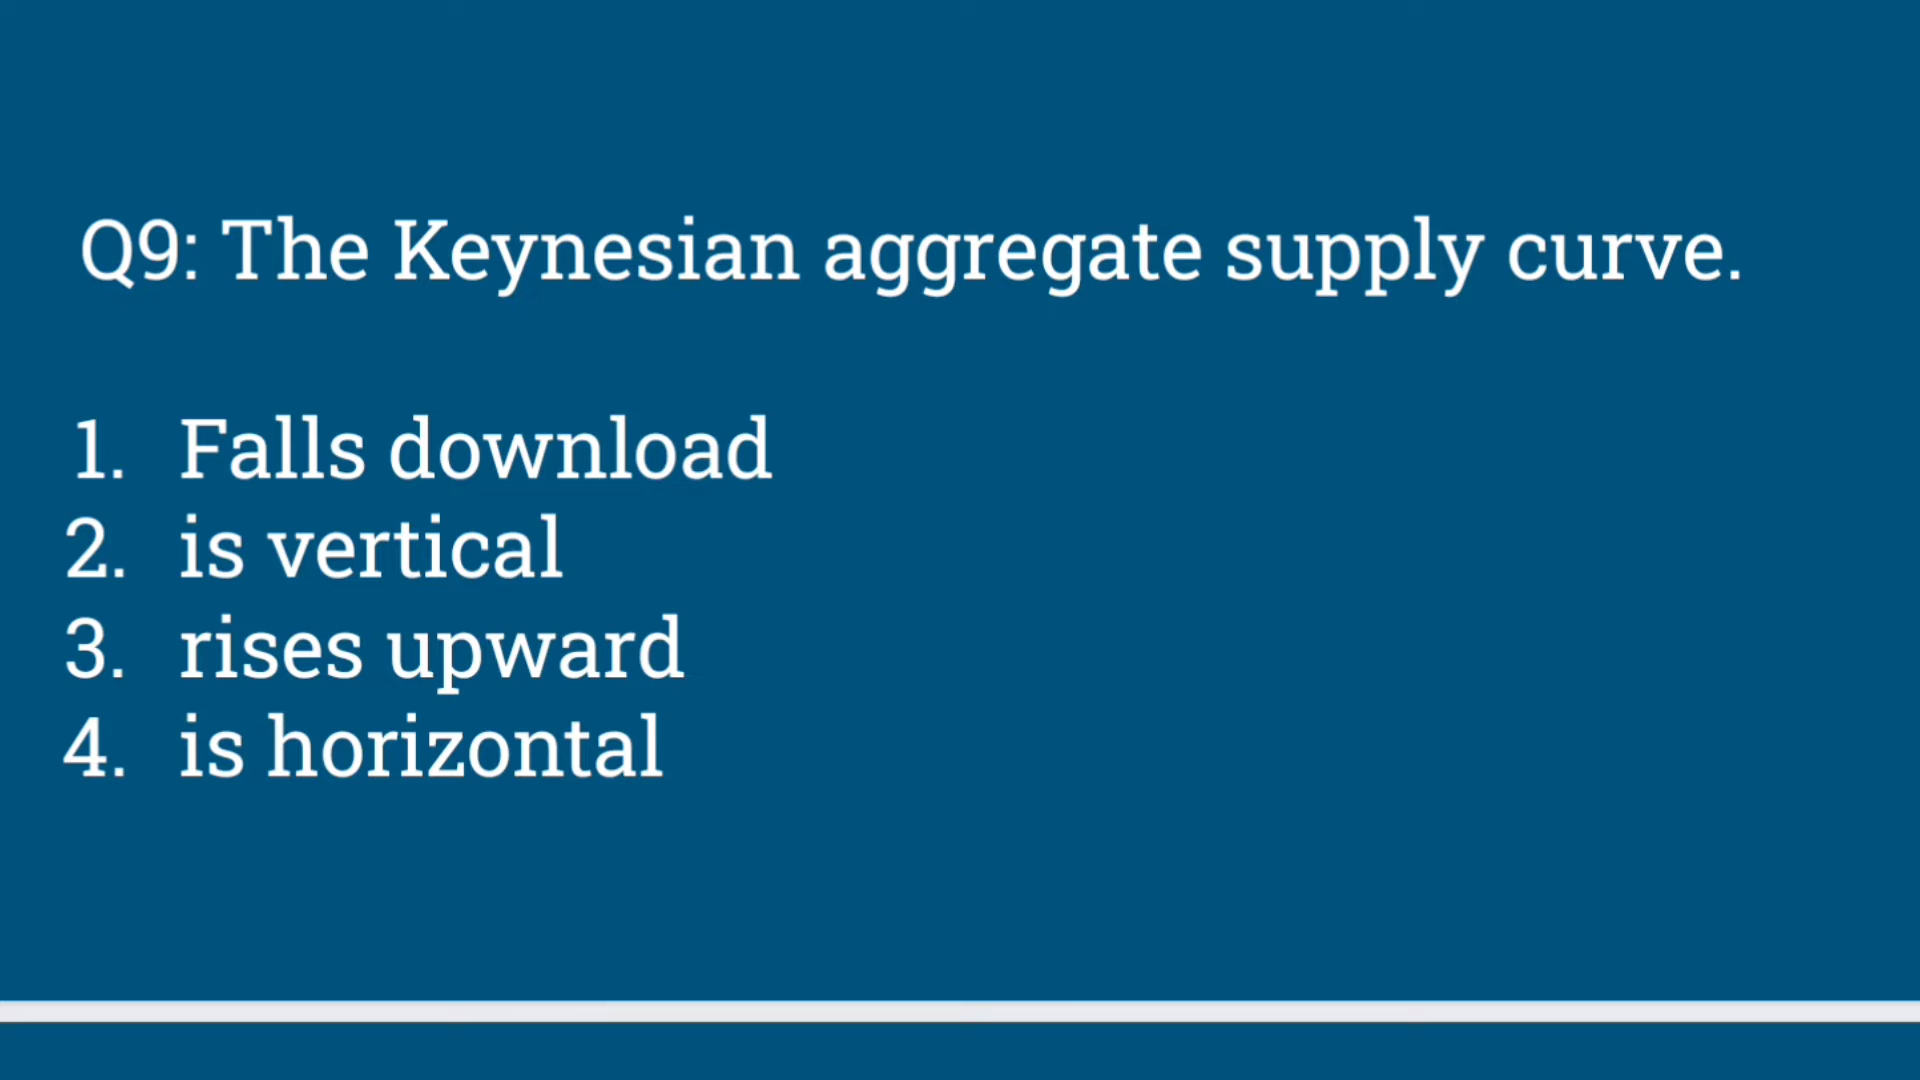 Q9: The Keynesian aggregate supply curve.
1. Falls download
2. is vertical
3. rises upward
4. is horizontal